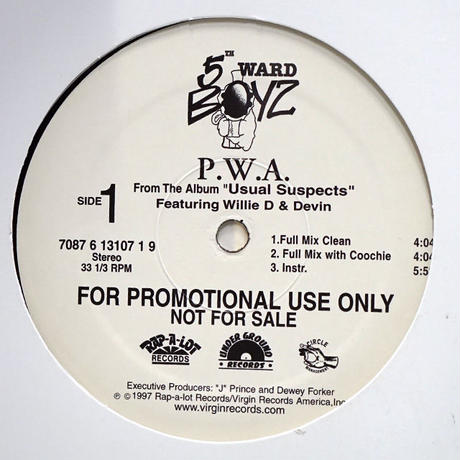 5TH WARD
BOYZ
P.W.A.
From The Album "Usual Suspects"
Featuring Willie D & Devin
SIDE 1
7087 6 13107 1 9
Stereo
33 1/3 RPM
1.Full Mix Clean 4:04
2. Full Mix with Coochie 4:04
3. Instr. 5:5
FOR PROMOTIONAL USE ONLY
NOT FOR SALE
RAP-A-LOT
RECORDS
UNDERGROUND
RECORDS
CIRCLE
Executive Producers: "J" Prince and Dewey Forker
℗ © 1997 Rap-a-lot Records/Virgin Records America, Inc
www.virginrecords.com